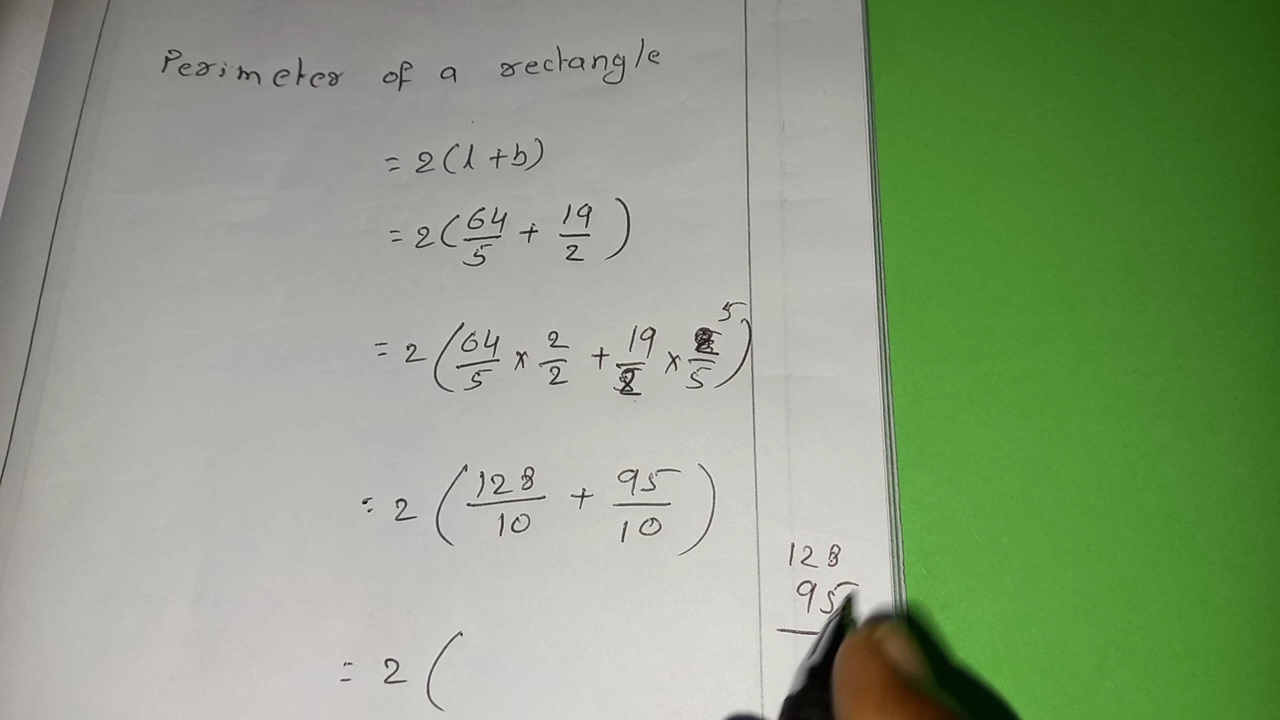 Perimeter of a rectangle
= 2(l+b)
= 2(64/5 + 19/2)
= 2(64/5 × 2/2 + 19/2 × 5/5)
= 2(128/10 + 95/10)
128
95
= 2(